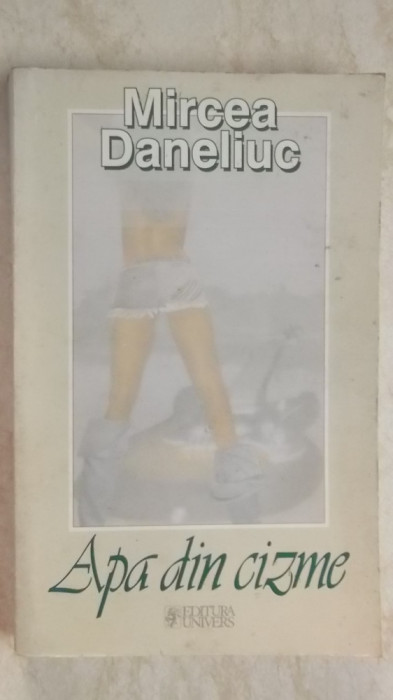 Mircea
Daneliuc
Apa din cizme
EDITURA
UNIVERS